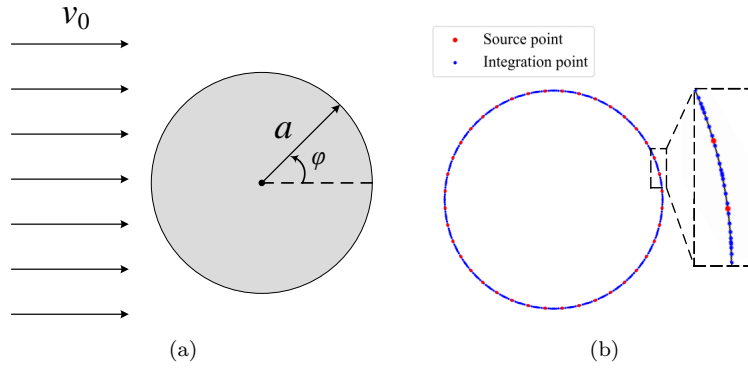 v₀
a
φ
(a)
Source point
Integration point
(b)